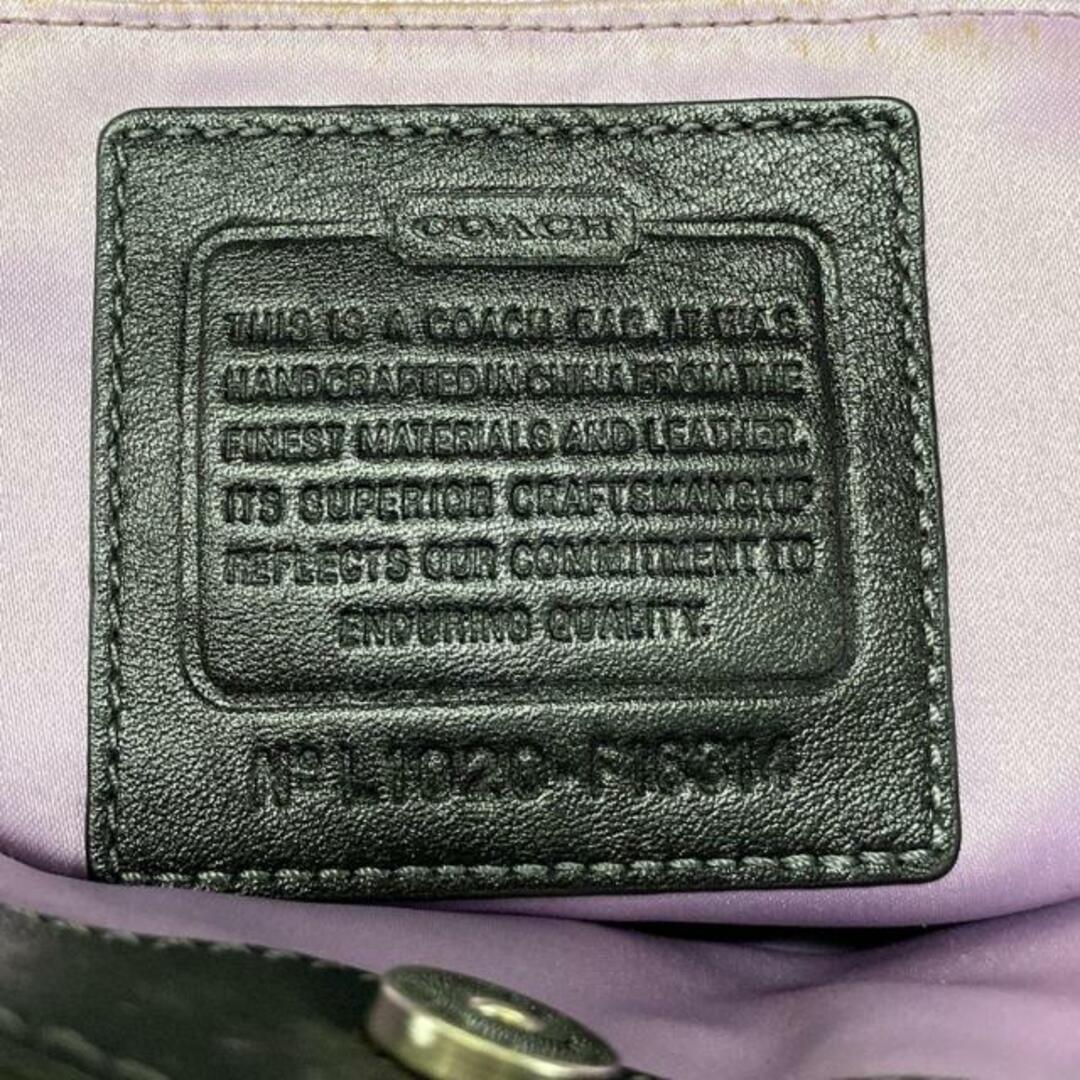 COACH
THIS IS A COACH BAG. IT WAS
HANDCRAFTED IN CHINA FROM THE
FINEST MATERIALS AND LEATHER.
ITS SUPERIOR CRAFTSMANSHIP
REFLECTS OUR COMMITMENT TO
ENDURING QUALITY.
Nº L1020-F16314